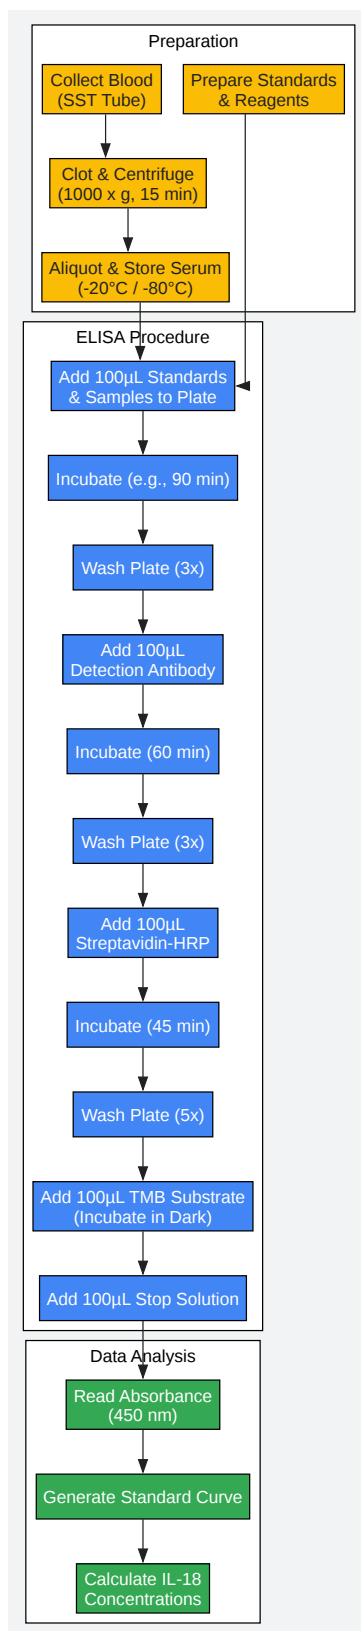 Preparation
Collect Blood
(SST Tube)
Prepare Standards
& Reagents
Clot & Centrifuge
(1000 x g, 15 min)
Aliquot & Store Serum
(-20°C / -80°C)
ELISA Procedure
Add 100µL Standards
& Samples to Plate
Incubate (e.g., 90 min)
Wash Plate (3x)
Add 100µL
Detection Antibody
Incubate (60 min)
Wash Plate (3x)
Add 100µL
Streptavidin-HRP
Incubate (45 min)
Wash Plate (5x)
Add 100µL TMB Substrate
(Incubate in Dark)
Add 100µL Stop Solution
Data Analysis
Read Absorbance
(450 nm)
Generate Standard Curve
Calculate IL-18
Concentrations